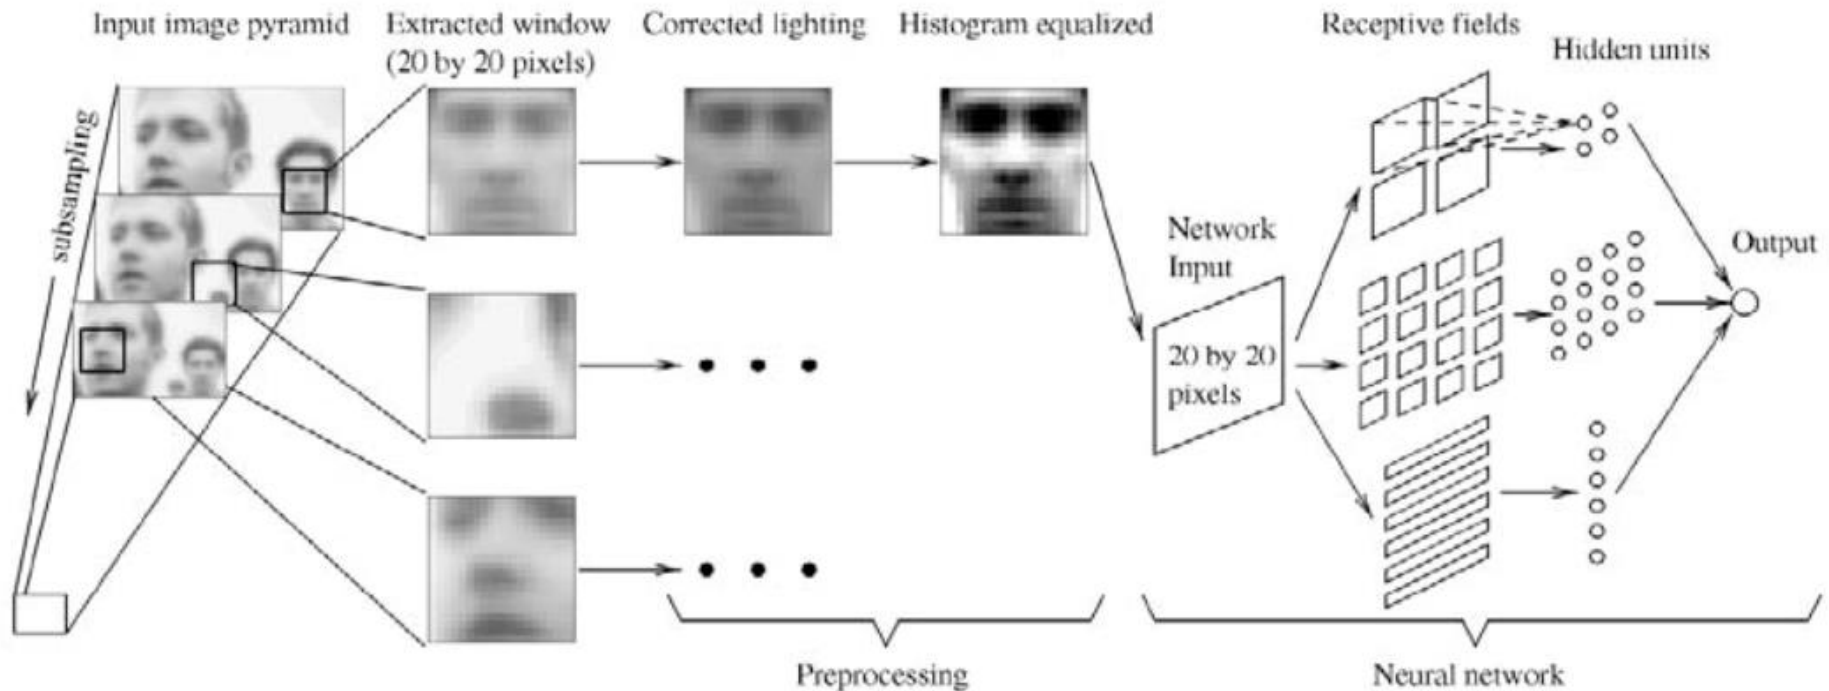 Input image pyramid
Extracted window
(20 by 20 pixels)
Corrected lighting
Histogram equalized
Receptive fields
Hidden units
subsampling
Network
Input
20 by 20
pixels
Output
Preprocessing
Neural network